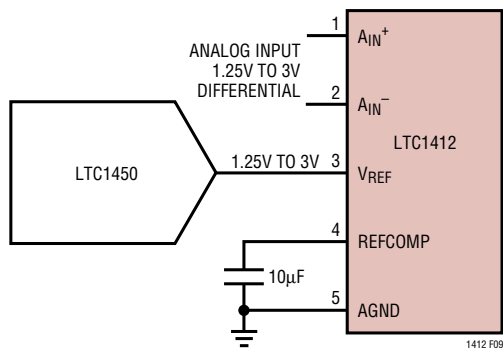 1
A_IN^+
ANALOG INPUT
1.25V TO 3V
DIFFERENTIAL
2
A_IN^−
LTC1412
LTC1450
1.25V TO 3V
3
V_REF
4
REFCOMP
10μF
5
AGND
1412 F09